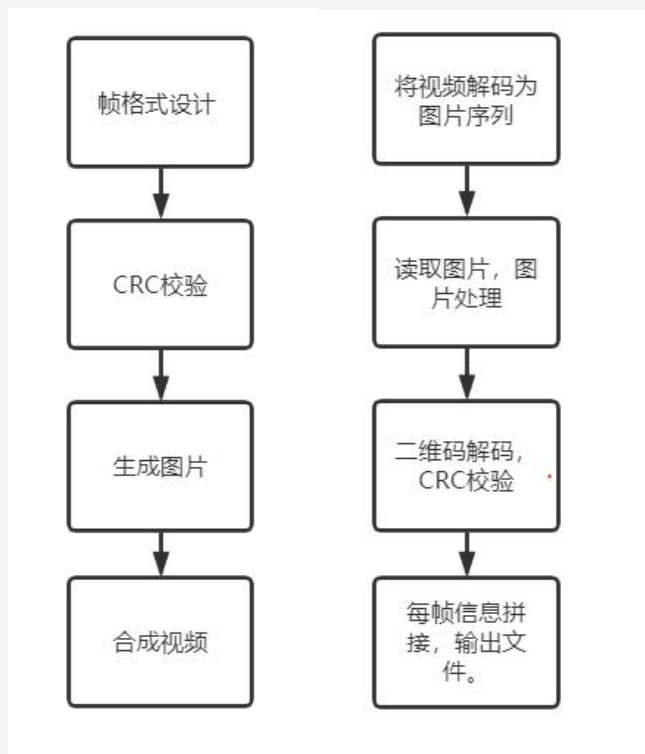 帧格式设计
CRC校验
生成图片
合成视频
将视频解码为
图片序列
读取图片，图
片处理
二维码解码，
CRC校验
每帧信息拼
接，输出文
件。